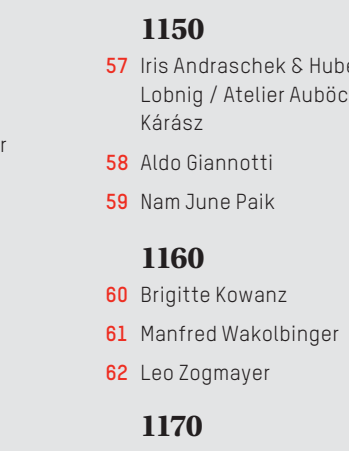 1150
57 Iris Andraschek & Hube
Lobnig / Atelier Auböc
Kárász
r
58 Aldo Giannotti
59 Nam June Paik
1160
60 Brigitte Kowanz
61 Manfred Wakolbinger
62 Leo Zogmayer
1170